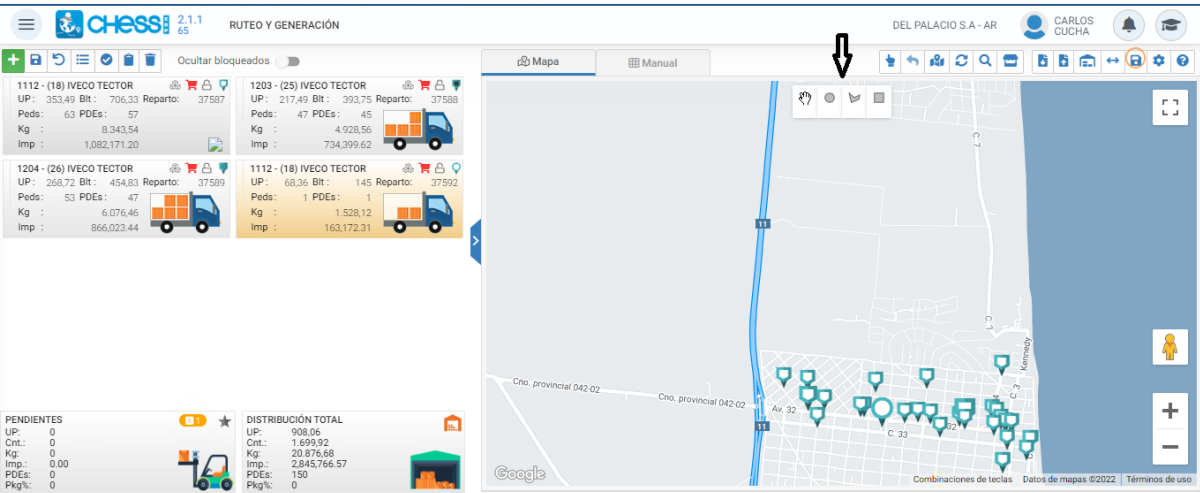 CHESS 2.1.1
65
RUTEO Y GENERACIÓN
DEL PALACIO S.A - AR
CARLOS
CUCHA
Ocultar bloqueados
Mapa
Manual
1112 - (18) IVECO TECTOR
UP: 353,49 Blt: 706,33 Reparto: 37587
Peds: 63 PDEs: 57
Kg : 8.343,54
Imp : 1,082,171.20
1203 - (25) IVECO TECTOR
UP: 217,49 Blt: 393,75 Reparto: 37588
Peds: 47 PDEs: 45
Kg : 4.928,56
Imp : 734,399.62
1204 - (26) IVECO TECTOR
UP: 268,72 Blt: 454,83 Reparto: 37589
Peds: 53 PDEs: 47
Kg : 6.076,46
Imp : 866,023.44
1112 - (18) IVECO TECTOR
UP: 68,36 Blt: 145 Reparto: 37592
Peds: 1 PDEs: 1
Kg : 1.528,12
Imp : 163,172.31
PENDIENTES
UP: 0
Cnt.: 0
Kg: 0
Imp.: 0.00
PDEs: 0
Pkg%: 0
1
DISTRIBUCIÓN TOTAL
UP: 908,06
Cnt.: 1.699,92
Kg: 20.876,68
Imp.: 2,845,766.57
PDEs: 150
Pkg%: 0
C. 7
11
C. 7
Kennedy
Cno. provincial 042-02
Cno. provincial 042-02
Av. 32
C. 3
11
32
C. 33
Google
Combinaciones de teclas
Datos de mapas ©2022
Términos de uso